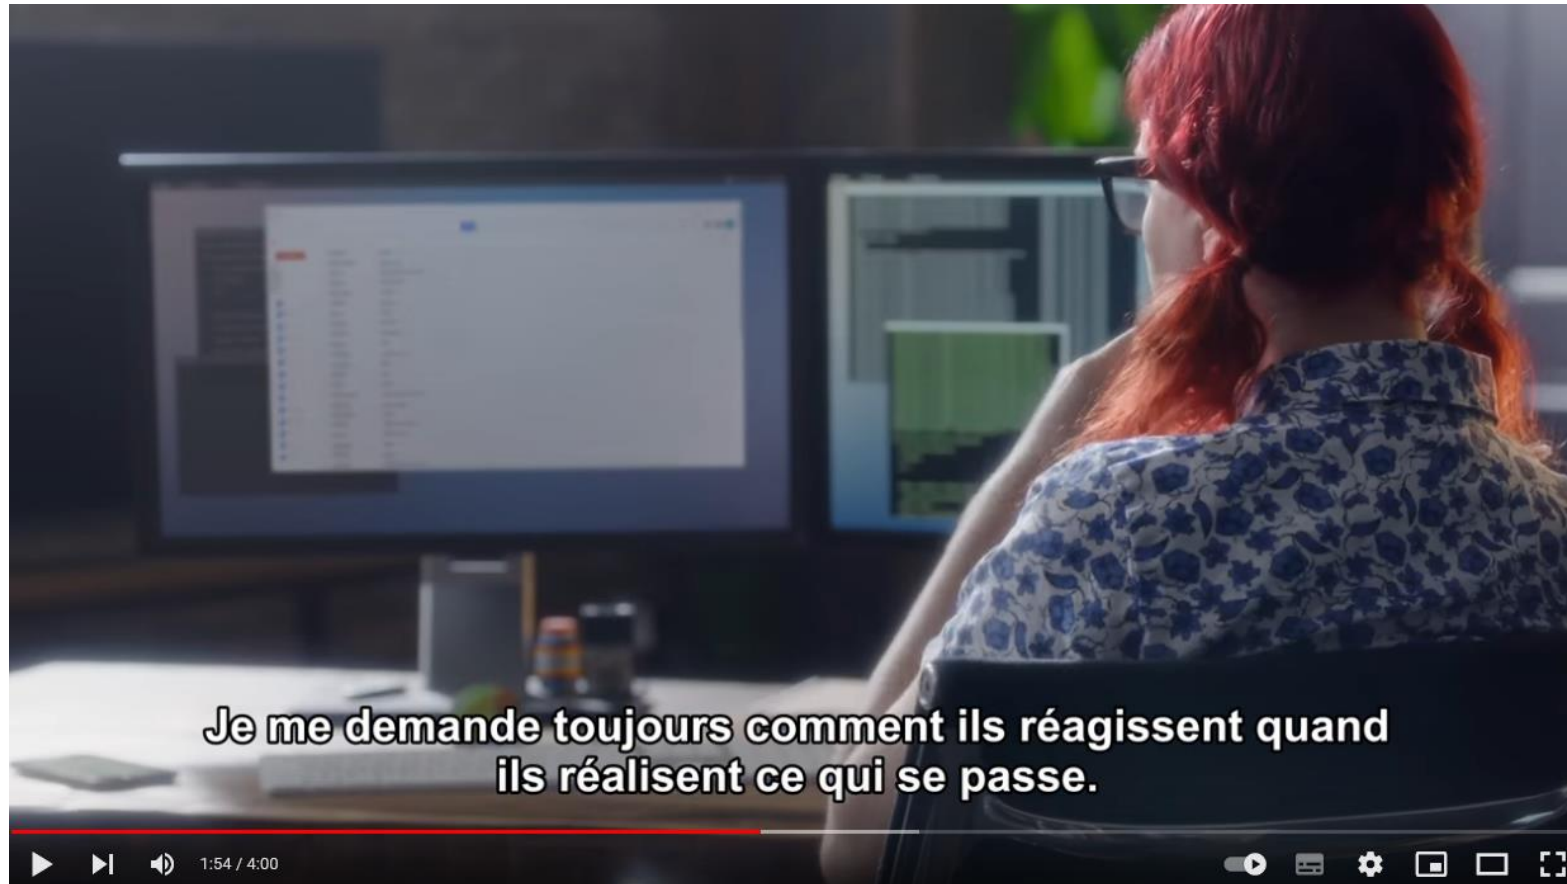 Je me demande toujours comment ils réagissent quand
ils réalisent ce qui se passe.
1:54 / 4:00